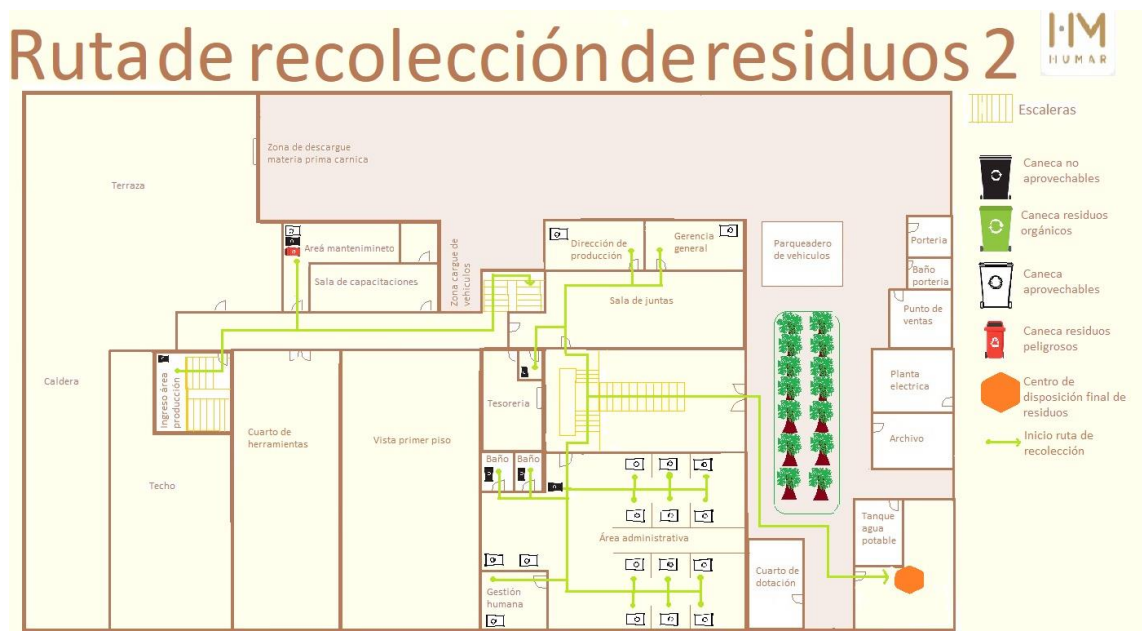 Ruta de recolección de residuos 2
HM
HUMAR
Escaleras
Caneca no
aprovechables
Caneca residuos
orgánicos
Caneca
aprovechables
Caneca residuos
peligrosos
Centro de
disposición final de
residuos
Inicio ruta de
recolección
Zona de descargue
materia prima carnica
Terraza
Areá mantenimineto
Sala de capacitaciones
Zona cargue de
vehiculos
Dirección de
producción
Gerencia
general
Sala de juntas
Parqueadero
de vehiculos
Porteria
Baño
porteria
Punto de
ventas
Planta
electrica
Archivo
Caldera
Ingreso área
producción
Cuarto de
herramientas
Vista primer piso
Tesoreria
Baño
Baño
Techo
Área administrativa
Gestión
humana
Cuarto de
dotación
Tanque
agua
potable